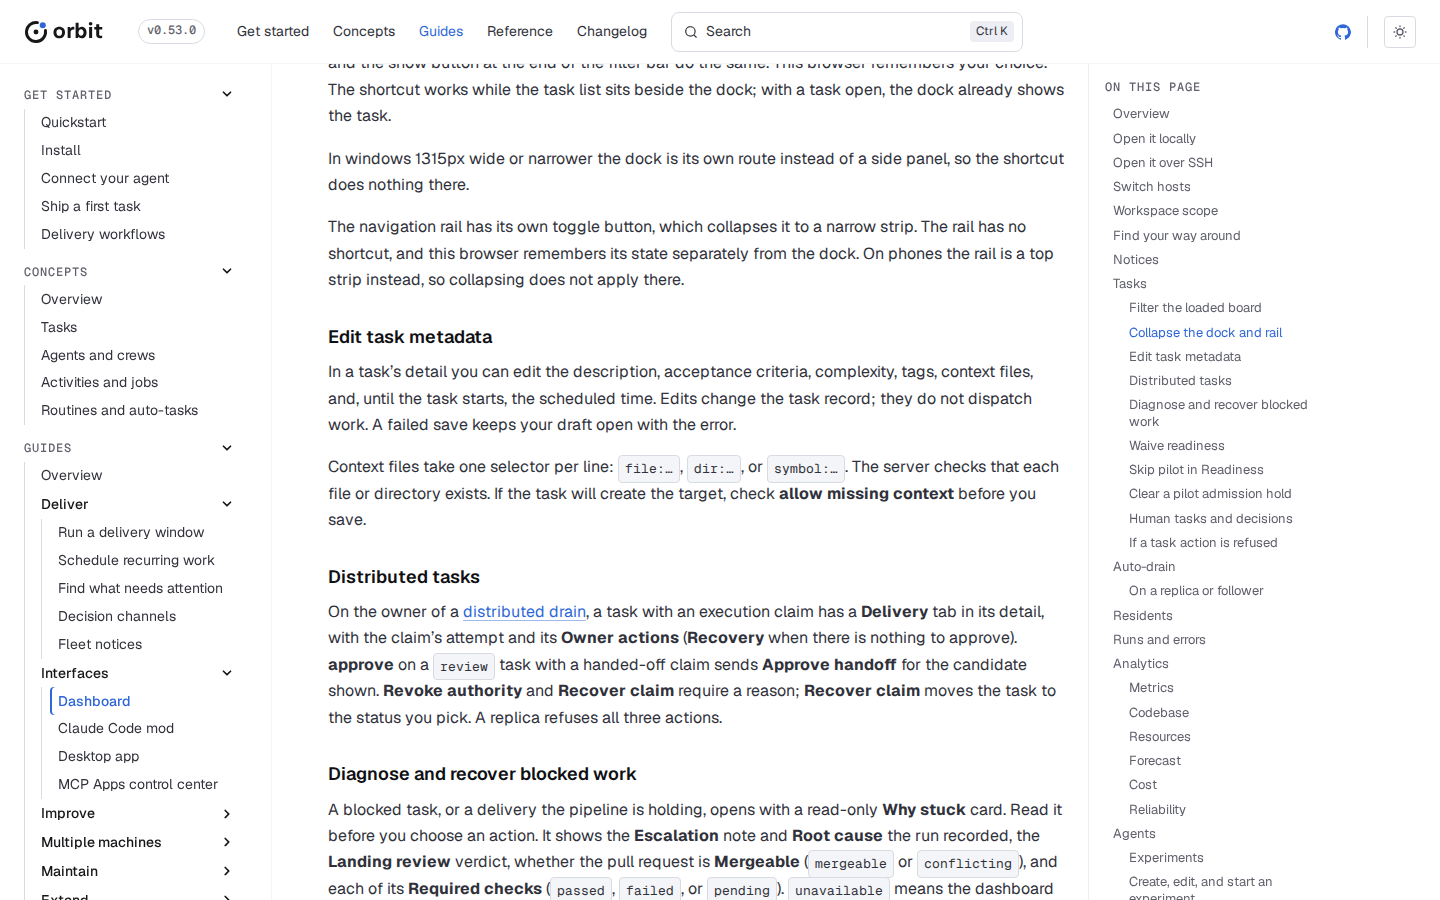 orbit
v0.53.0
Get started
Concepts
Guides
Reference
Changelog
Search
Ctrl K
GET STARTED
Quickstart
Install
Connect your agent
Ship a first task
Delivery workflows
CONCEPTS
Overview
Tasks
Agents and crews
Activities and jobs
Routines and auto-tasks
GUIDES
Overview
Deliver
Run a delivery window
Schedule recurring work
Find what needs attention
Decision channels
Fleet notices
Interfaces
Dashboard
Claude Code mod
Desktop app
MCP Apps control center
Improve
Multiple machines
Maintain
Extend
and the show button at the end of the filter bar do the same. This browser remembers your choice.
The shortcut works while the task list sits beside the dock; with a task open, the dock already shows
the task.
In windows 1315px wide or narrower the dock is its own route instead of a side panel, so the shortcut
does nothing there.
The navigation rail has its own toggle button, which collapses it to a narrow strip. The rail has no
shortcut, and this browser remembers its state separately from the dock. On phones the rail is a top
strip instead, so collapsing does not apply there.
Edit task metadata
In a task’s detail you can edit the description, acceptance criteria, complexity, tags, context files,
and, until the task starts, the scheduled time. Edits change the task record; they do not dispatch
work. A failed save keeps your draft open with the error.
Context files take one selector per line: file:…, dir:…, or symbol:…. The server checks that each
file or directory exists. If the task will create the target, check allow missing context before you
save.
Distributed tasks
On the owner of a distributed drain, a task with an execution claim has a Delivery tab in its detail,
with the claim’s attempt and its Owner actions (Recovery when there is nothing to approve).
approve on a review task with a handed-off claim sends Approve handoff for the candidate
shown. Revoke authority and Recover claim require a reason; Recover claim moves the task to
the status you pick. A replica refuses all three actions.
Diagnose and recover blocked work
A blocked task, or a delivery the pipeline is holding, opens with a read-only Why stuck card. Read it
before you choose an action. It shows the Escalation note and Root cause the run recorded, the
Landing review verdict, whether the pull request is Mergeable (mergeable or conflicting), and
each of its Required checks (passed, failed, or pending). unavailable means the dashboard
ON THIS PAGE
Overview
Open it locally
Open it over SSH
Switch hosts
Workspace scope
Find your way around
Notices
Tasks
Filter the loaded board
Collapse the dock and rail
Edit task metadata
Distributed tasks
Diagnose and recover blocked
work
Waive readiness
Skip pilot in Readiness
Clear a pilot admission hold
Human tasks and decisions
If a task action is refused
Auto-drain
On a replica or follower
Residents
Runs and errors
Analytics
Metrics
Codebase
Resources
Forecast
Cost
Reliability
Agents
Experiments
Create, edit, and start an
experiment